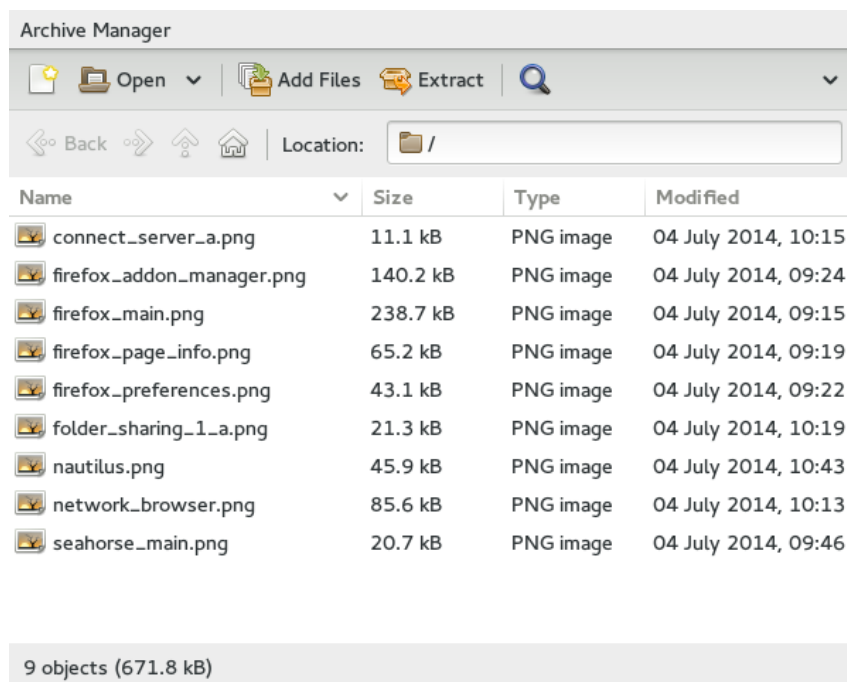 Archive Manager
Open Add Files Extract
Back Location: /
Name Size Type Modified
connect_server_a.png 11.1 kB PNG image 04 July 2014, 10:15
firefox_addon_manager.png 140.2 kB PNG image 04 July 2014, 09:24
firefox_main.png 238.7 kB PNG image 04 July 2014, 09:15
firefox_page_info.png 65.2 kB PNG image 04 July 2014, 09:19
firefox_preferences.png 43.1 kB PNG image 04 July 2014, 09:22
folder_sharing_1_a.png 21.3 kB PNG image 04 July 2014, 10:19
nautilus.png 45.9 kB PNG image 04 July 2014, 10:43
network_browser.png 85.6 kB PNG image 04 July 2014, 10:13
seahorse_main.png 20.7 kB PNG image 04 July 2014, 09:46
9 objects (671.8 kB)